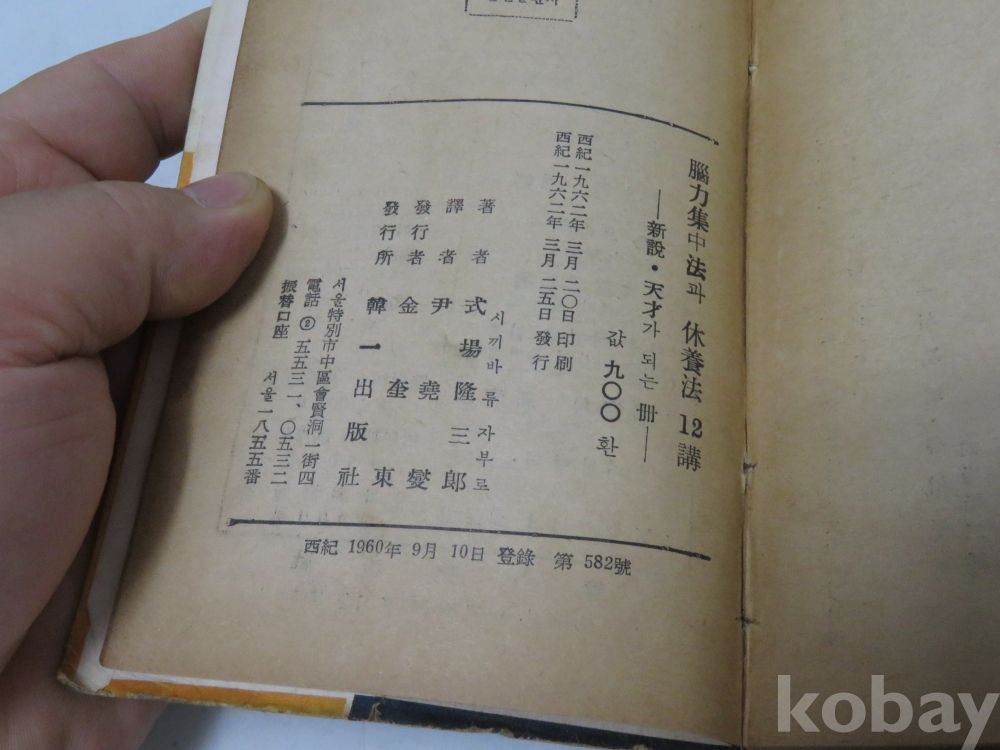 腦力集中法과 休養法 12講
—新說・天才가 되는 冊—
값 九〇〇 환
西紀一九六二年 三月 二〇日 印刷
西紀一九六二年 三月 二五日 發行
著者 式場隆三郎
시끼바 류자부로
譯者 尹堯燮
發行者 金奎東
發行所 韓一出版社
서울特別市中區會賢洞一街四
電話② 五五三一、〇五三二
振替口座 서울一八五五番
西紀 1960年 9月 10日 登錄 第 582號
kobay